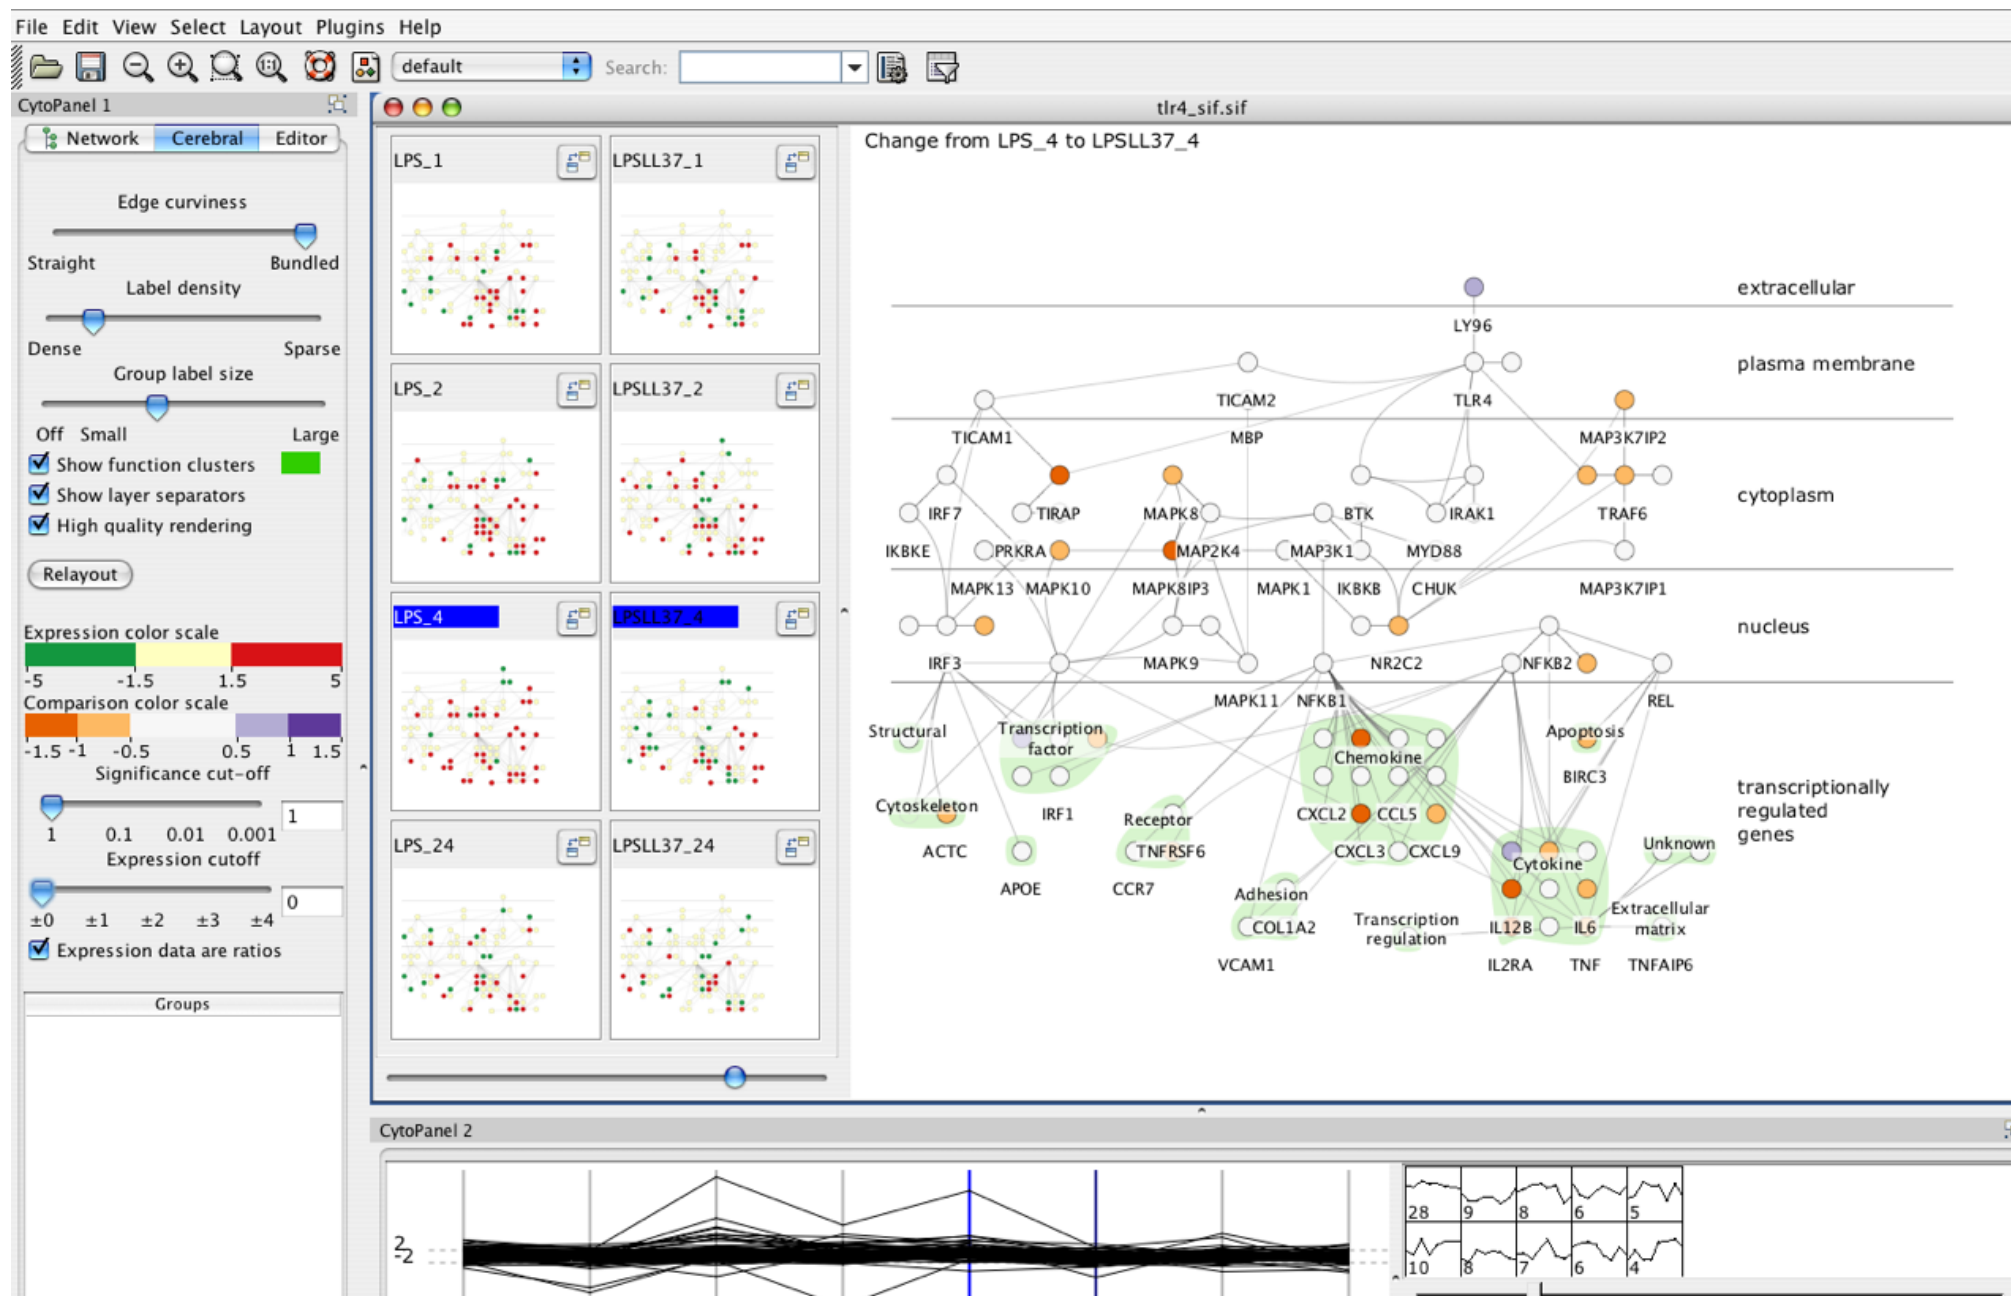 File Edit View Select Layout Plugins Help
default
Search:
CytoPanel 1
Network Cerebral Editor
Edge curviness
Straight Bundled
Label density
Dense Sparse
Group label size
Off Small Large
Show function clusters
Show layer separators
High quality rendering
Relayout
Expression color scale
-5 -1.5 1.5 5
Comparison color scale
-1.5 -1 -0.5 0.5 1 1.5
Significance cut-off
1
1 0.1 0.01 0.001
Expression cutoff
0
±0 ±1 ±2 ±3 ±4
Expression data are ratios
Groups
tlr4_sif.sif
LPS_1 LPSLL37_1
LPS_2 LPSLL37_2
LPS_4 LPSLL37_4
LPS_24 LPSLL37_24
Change from LPS_4 to LPSLL37_4
extracellular
LY96
plasma membrane
TICAM2 TLR4
TICAM1 MBP MAP3K7IP2
cytoplasm
IRF7 TIRAP MAPK8 BTK IRAK1 TRAF6
IKBKE PRKRA MAP2K4 MAP3K1 MYD88
MAPK13 MAPK10 MAPK8IP3 MAPK1 IKBKB CHUK MAP3K7IP1
nucleus
IRF3 MAPK9 NR2C2 NFKB2
MAPK11 NFKB1 REL
Structural Transcription factor Apoptosis
Chemokine
BIRC3
transcriptionally
regulated
genes
Cytoskeleton IRF1 Receptor CXCL2 CCL5
ACTC TNFRSF6 CXCL3 CXCL9 Unknown
Cytokine
APOE CCR7 Adhesion
Extracellular matrix
COL1A2 Transcription regulation IL12B IL6
VCAM1 IL2RA TNF TNFAIP6
CytoPanel 2
2
-2
28 9 8 6 5
10 8 7 6 4